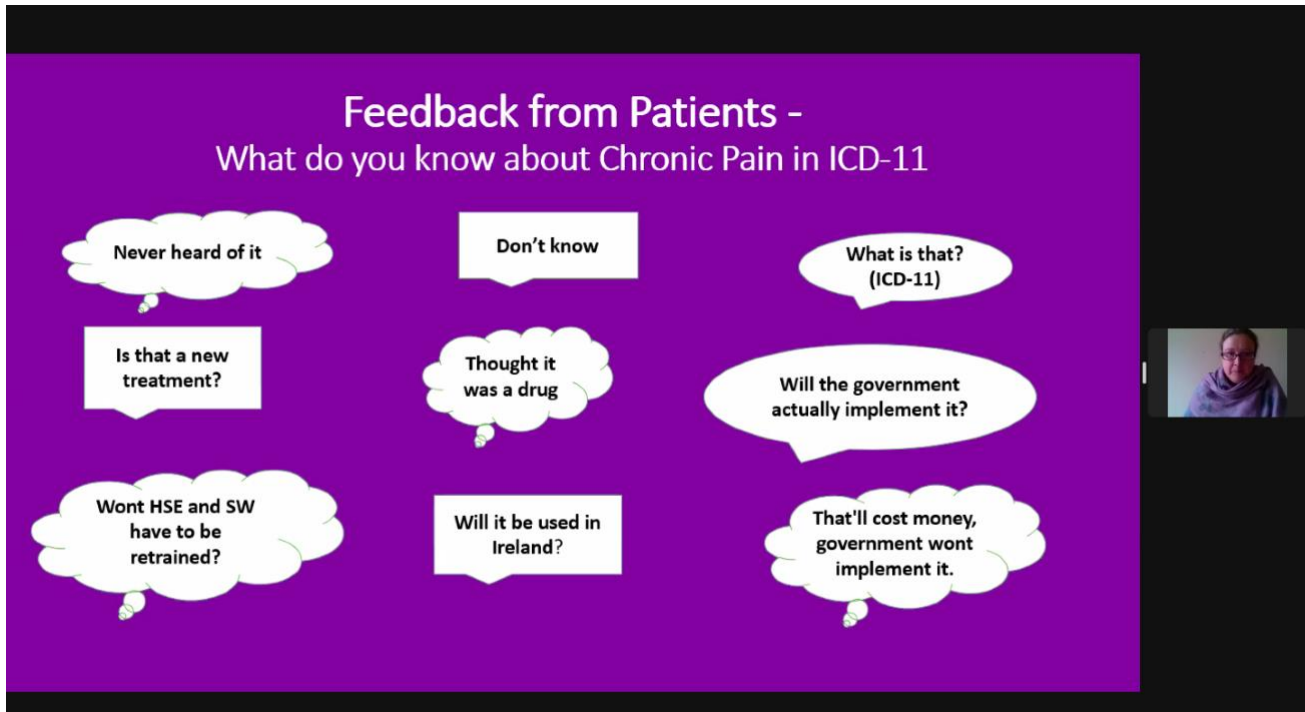 Feedback from Patients -
What do you know about Chronic Pain in ICD-11
Never heard of it
Don't know
What is that?
(ICD-11)
Is that a new
treatment?
Thought it
was a drug
Will the government
actually implement it?
Wont HSE and SW
have to be
retrained?
Will it be used in
Ireland?
That'll cost money,
government wont
implement it.